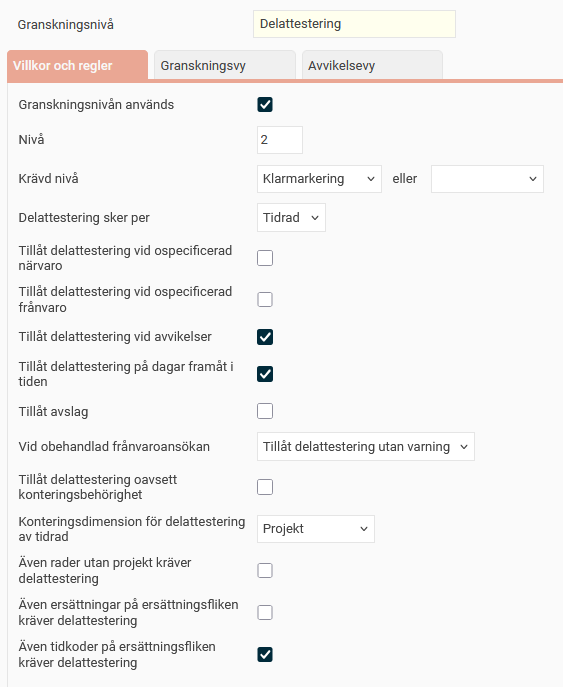 Granskningsnivå
Delattestering
Villkor och regler
Granskningsvy
Avvikelsevy
Granskningsnivån används
Nivå
2
Krävd nivå
Klarmarkering
eller
Delattestering sker per
Tidrad
Tillåt delattestering vid ospecificerad
närvaro
Tillåt delattestering vid ospecificerad
frånvaro
Tillåt delattestering vid avvikelser
Tillåt delattestering på dagar framåt i
tiden
Tillåt avslag
Vid obehandlad frånvaroansökan
Tillåt delattestering utan varning
Tillåt delattestering oavsett
konteringsbehörighet
Konteringsdimension för delattestering
av tidrad
Projekt
Även rader utan projekt kräver
delattestering
Även ersättningar på ersättningsfliken
kräver delattestering
Även tidkoder på ersättningsfliken
kräver delattestering